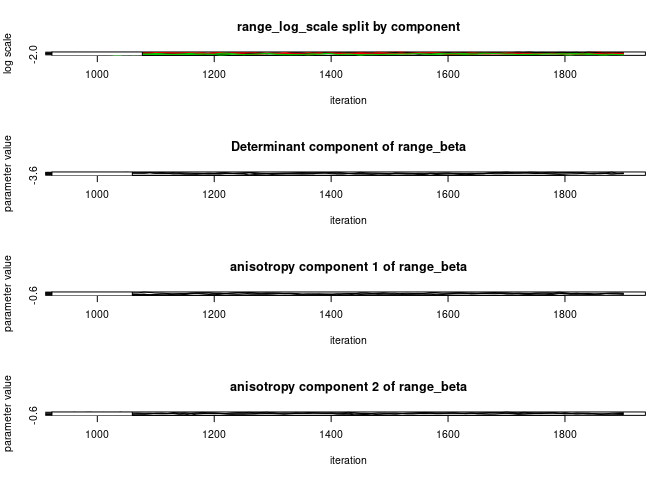 range_log_scale split by component
log scale
-2.0
1000 1200 1400 1600 1800
iteration
Determinant component of range_beta
parameter value
-3.6
1000 1200 1400 1600 1800
iteration
anisotropy component 1 of range_beta
parameter value
-0.6
1000 1200 1400 1600 1800
iteration
anisotropy component 2 of range_beta
parameter value
-0.6
1000 1200 1400 1600 1800
iteration